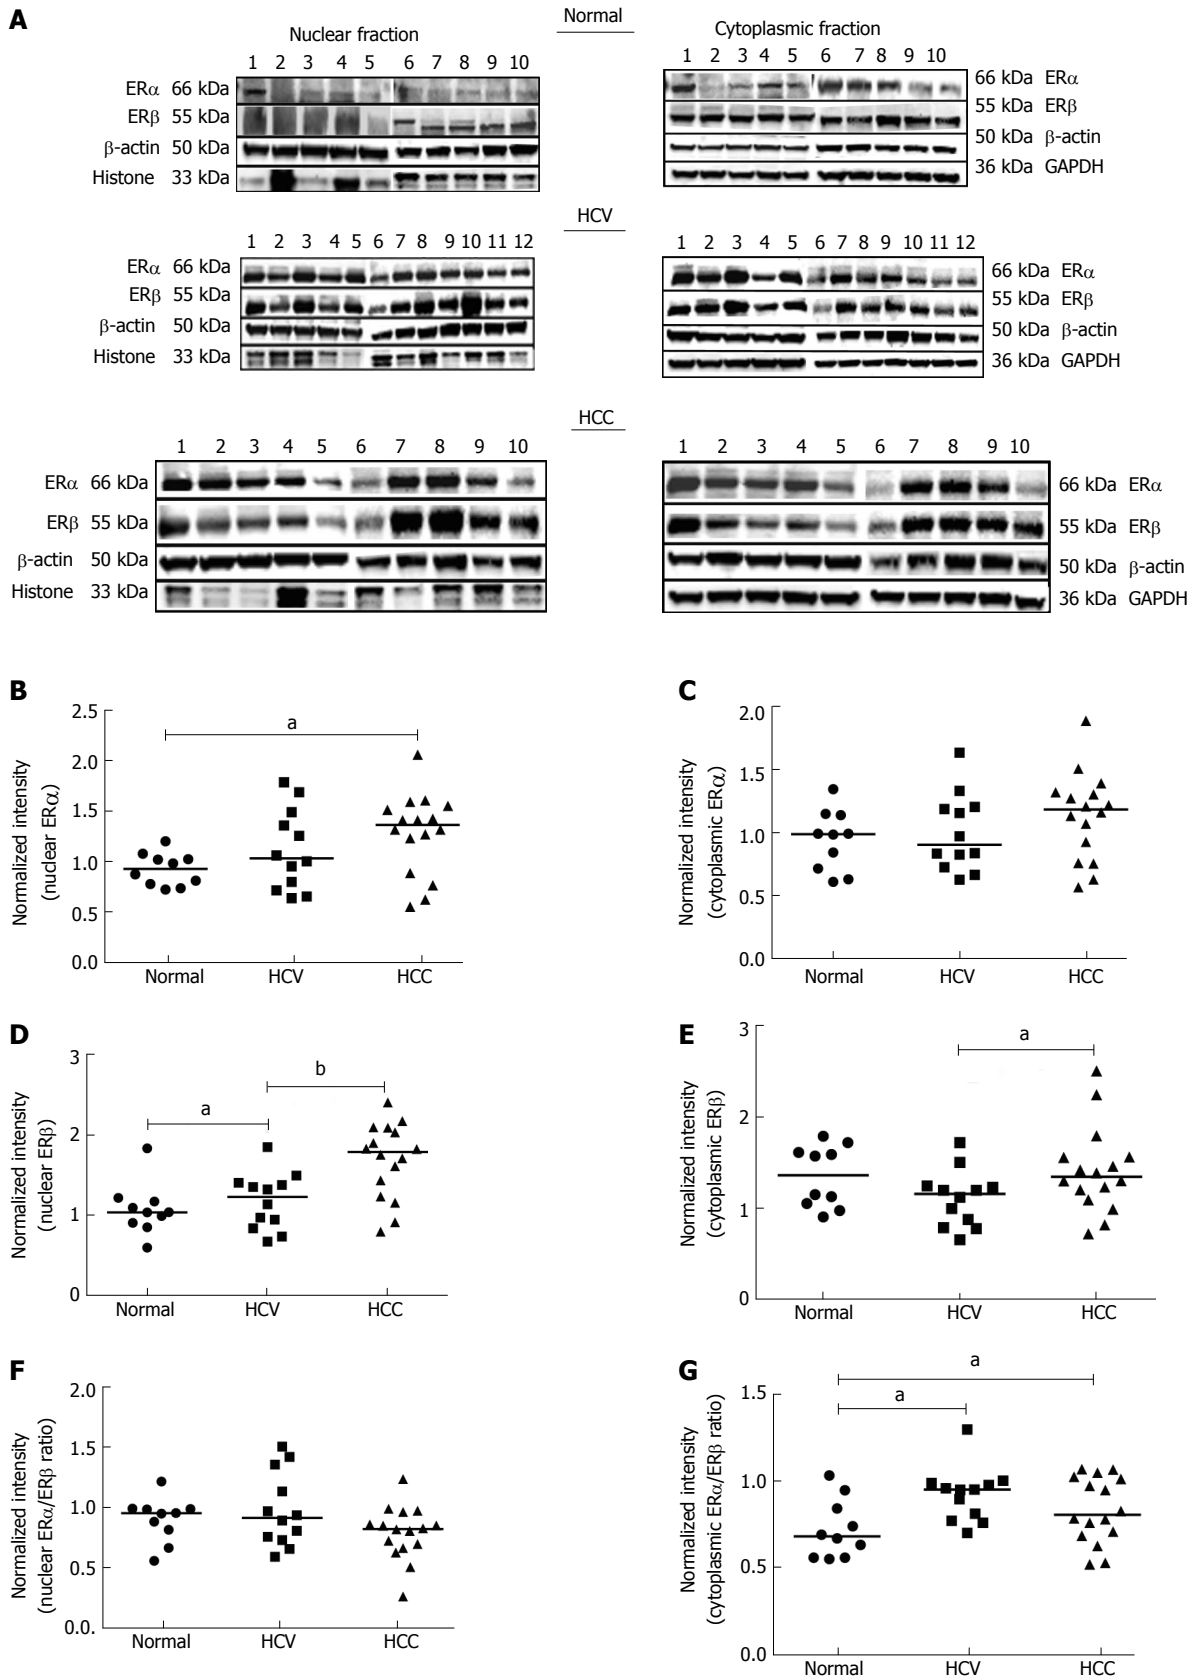 A
Normal
Nuclear fraction
1 2 3 4 5 6 7 8 9 10
ERα 66 kDa
ERβ 55 kDa
β-actin 50 kDa
Histone 33 kDa
Cytoplasmic fraction
1 2 3 4 5 6 7 8 9 10
66 kDa ERα
55 kDa ERβ
50 kDa β-actin
36 kDa GAPDH
HCV
1 2 3 4 5 6 7 8 9 10 11 12
ERα 66 kDa
ERβ 55 kDa
β-actin 50 kDa
Histone 33 kDa
1 2 3 4 5 6 7 8 9 10 11 12
66 kDa ERα
55 kDa ERβ
50 kDa β-actin
36 kDa GAPDH
HCC
1 2 3 4 5 6 7 8 9 10
ERα 66 kDa
ERβ 55 kDa
β-actin 50 kDa
Histone 33 kDa
1 2 3 4 5 6 7 8 9 10
66 kDa ERα
55 kDa ERβ
50 kDa β-actin
36 kDa GAPDH
B
Normalized intensity
(nuclear ERα)
2.5
2.0
1.5
1.0
0.5
0.0
a
Normal HCV HCC
C
Normalized intensity
(cytoplasmic ERα)
2.0
1.5
1.0
0.5
0.0
Normal HCV HCC
D
Normalized intensity
(nuclear ERβ)
3
2
1
0
a
b
Normal HCV HCC
E
Normalized intensity
(cytoplasmic ERβ)
3
2
1
0
a
Normal HCV HCC
F
Normalized intensity
(nuclear ERα/ERβ ratio)
2.0
1.5
1.0
0.5
0.0.
Normal HCV HCC
G
Normalized intensity
(cytoplasmic ERα/ERβ ratio)
1.5
1.0
0.5
0.0
a
a
Normal HCV HCC